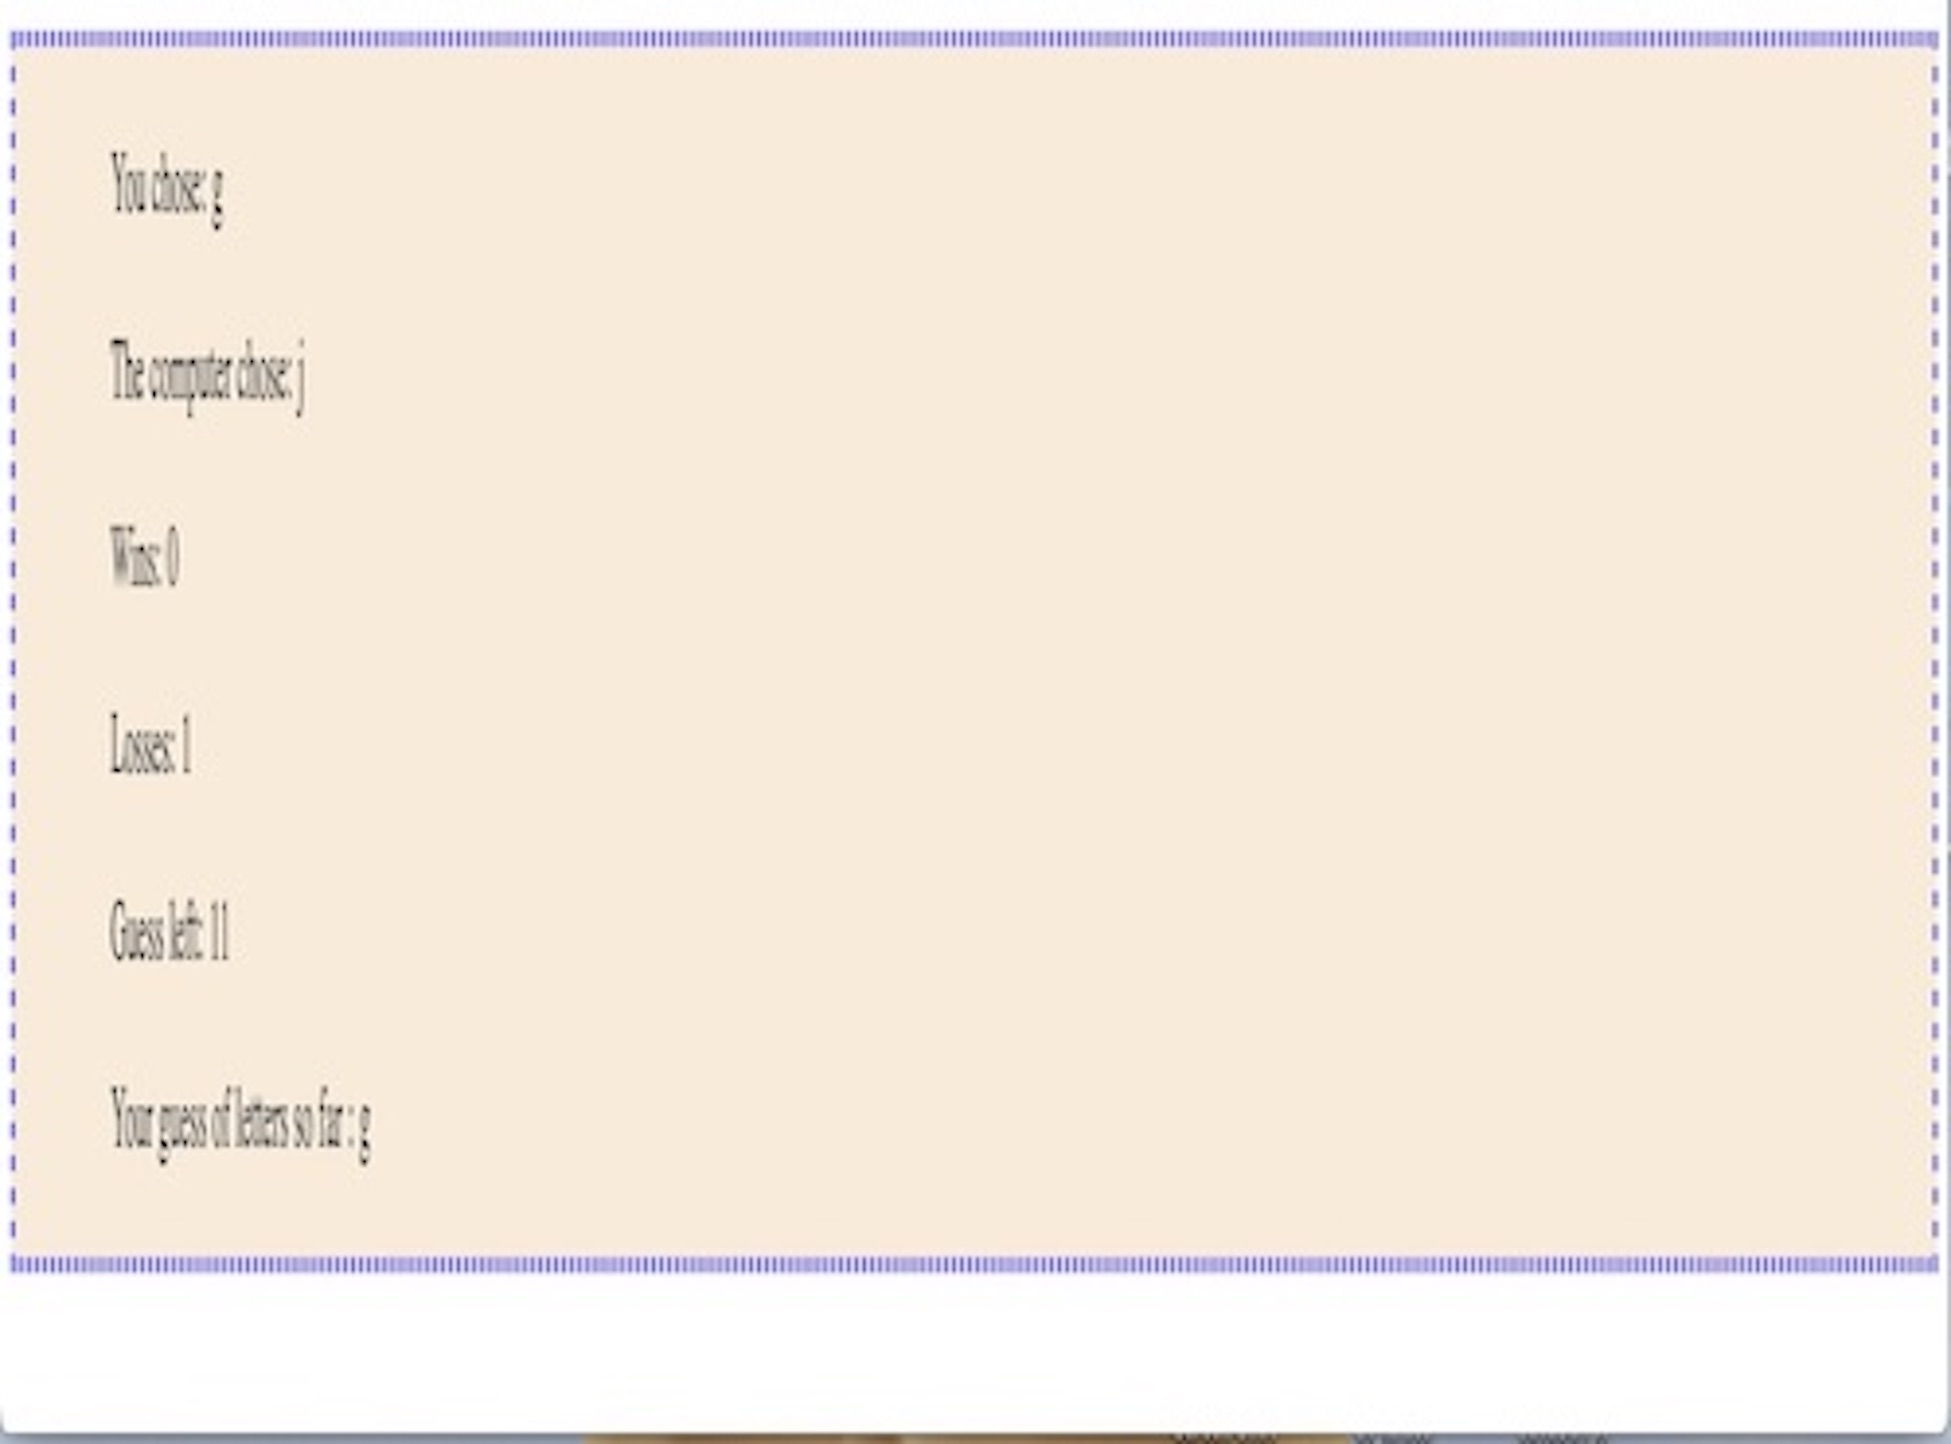 You chose: g
The computer chose: j
Wins: 0
Losses: 1
Guess left: 11
Your guess of letters so far : g